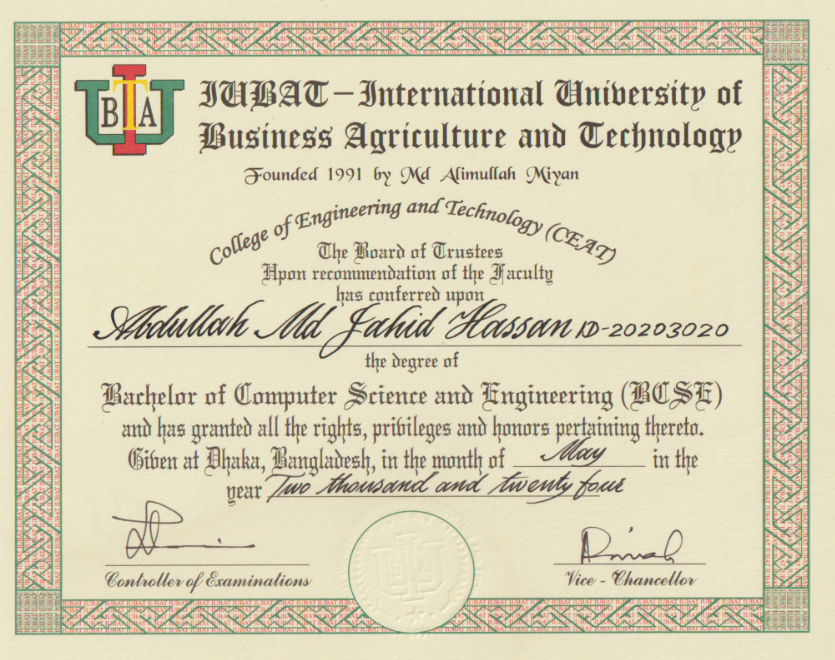 IUBAT
IUBAT – International University of
Business Agriculture and Technology
Founded 1991 by Md Alimullah Miyan
College of Engineering and Technology (CEAT)
The Board of Trustees
Upon recommendation of the Faculty
has conferred upon
Abdullah Md Jahid Hassan ID-20203020
the degree of
Bachelor of Computer Science and Engineering (BCSE)
and has granted all the rights, privileges and honors pertaining thereto.
Given at Dhaka, Bangladesh, in the month of May in the
year Two thousand and twenty four
Controller of Examinations
Vice - Chancellor